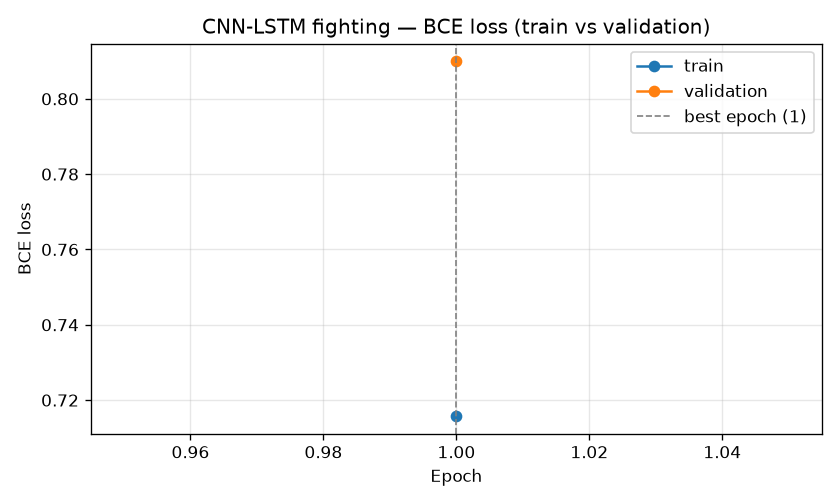 CNN-LSTM fighting — BCE loss (train vs validation)
train
validation
best epoch (1)
BCE loss
0.80
0.78
0.76
0.74
0.72
0.96
0.98
1.00
1.02
1.04
Epoch